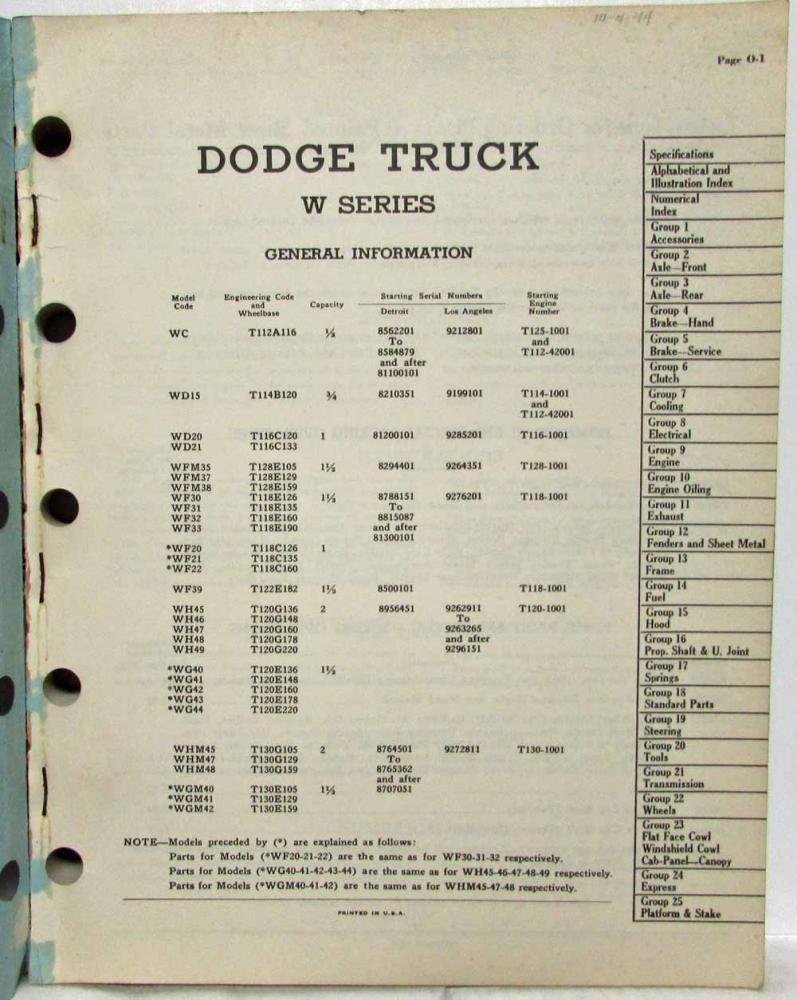 10-4-44
Page O-1
DODGE TRUCK
W SERIES
GENERAL INFORMATION
Model Code Engineering Code and Wheelbase Capacity Starting Serial Numbers Detroit Los Angeles Starting Engine Number
WC T112A116 ½ 8562201 9212801 T125-1001
To and
8584879 T112-42001
and after
81100101
WD15 T114B120 ¾ 8210351 9199101 T114-1001
and
T112-42001
WD20 T116C120 1 81200101 9285201 T116-1001
WD21 T116C133
WFM35 T128E105 1½ 8294401 9264351 T128-1001
WFM37 T128E129
WFM38 T128E159
WF30 T118E126 1½ 8788151 9276201 T118-1001
WF31 T118E135 To
WF32 T118E160 8815087
WF33 T118E190 and after
81300101
*WF20 T118C126 1
*WF21 T118C135
*WF22 T118C160
WF39 T122E182 1½ 8500101 T118-1001
WH45 T120G136 2 8956451 9262911 T120-1001
WH46 T120G148 To
WH47 T120G160 9263265
WH48 T120G178 and after
WH49 T120G220 9296151
*WG40 T120E136 1½
*WG41 T120E148
*WG42 T120E160
*WG43 T120E178
*WG44 T120E220
WHM45 T130G105 2 8764501 9272811 T130-1001
WHM47 T130G129 To
WHM48 T130G159 8765362
and after
*WGM40 T130E105 1½ 8707051
*WGM41 T130E129
*WGM42 T130E159
NOTE—Models preceded by (*) are explained as follows:
Parts for Models (*WF20-21-22) are the same as for WF30-31-32 respectively.
Parts for Models (*WG40-41-42-43-44) are the same as for WH45-46-47-48-49 respectively.
Parts for Models (*WGM40-41-42) are the same as for WHM45-47-48 respectively.
PRINTED IN U.S.A.
Specifications
Alphabetical and
Illustration Index
Numerical
Index
Group 1
Accessories
Group 2
Axle—Front
Group 3
Axle—Rear
Group 4
Brake—Hand
Group 5
Brake—Service
Group 6
Clutch
Group 7
Cooling
Group 8
Electrical
Group 9
Engine
Group 10
Engine Oiling
Group 11
Exhaust
Group 12
Fenders and Sheet Metal
Group 13
Frame
Group 14
Fuel
Group 15
Hood
Group 16
Prop. Shaft & U. Joint
Group 17
Springs
Group 18
Standard Parts
Group 19
Steering
Group 20
Tools
Group 21
Transmission
Group 22
Wheels
Group 23
Flat Face Cowl
Windshield Cowl
Cab-Panel—Canopy
Group 24
Express
Group 25
Platform & Stake